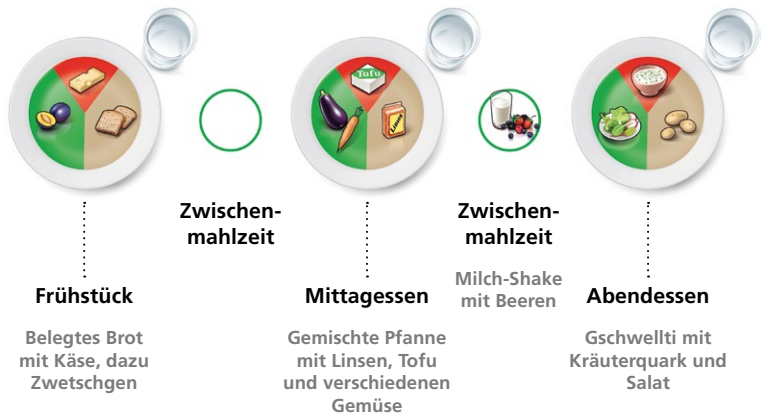 Tofu
Linsen
Zwischen-
mahlzeit
Zwischen-
mahlzeit
Frühstück
Mittagessen
Milch-Shake
mit Beeren
Abendessen
Belegtes Brot
mit Käse, dazu
Zwetschgen
Gemischte Pfanne
mit Linsen, Tofu
und verschiedenen
Gemüse
Gschwellti mit
Kräuterquark und
Salat